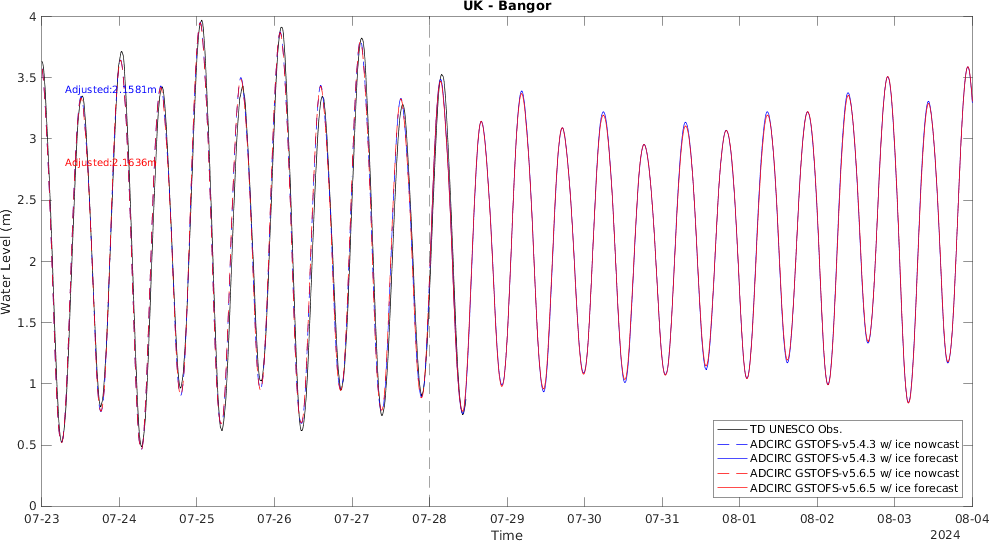 UK - Bangor
4
3.5
3
2.5
2
1.5
1
0.5
0
Water Level (m)
Adjusted:2.1581m
Adjusted:2.1636m
TD UNESCO Obs.
ADCIRC GSTOFS-v5.4.3 w/ ice nowcast
ADCIRC GSTOFS-v5.4.3 w/ ice forecast
ADCIRC GSTOFS-v5.6.5 w/ ice nowcast
ADCIRC GSTOFS-v5.6.5 w/ ice forecast
07-23 07-24 07-25 07-26 07-27 07-28 07-29 07-30 07-31 08-01 08-02 08-03 08-04
Time
2024